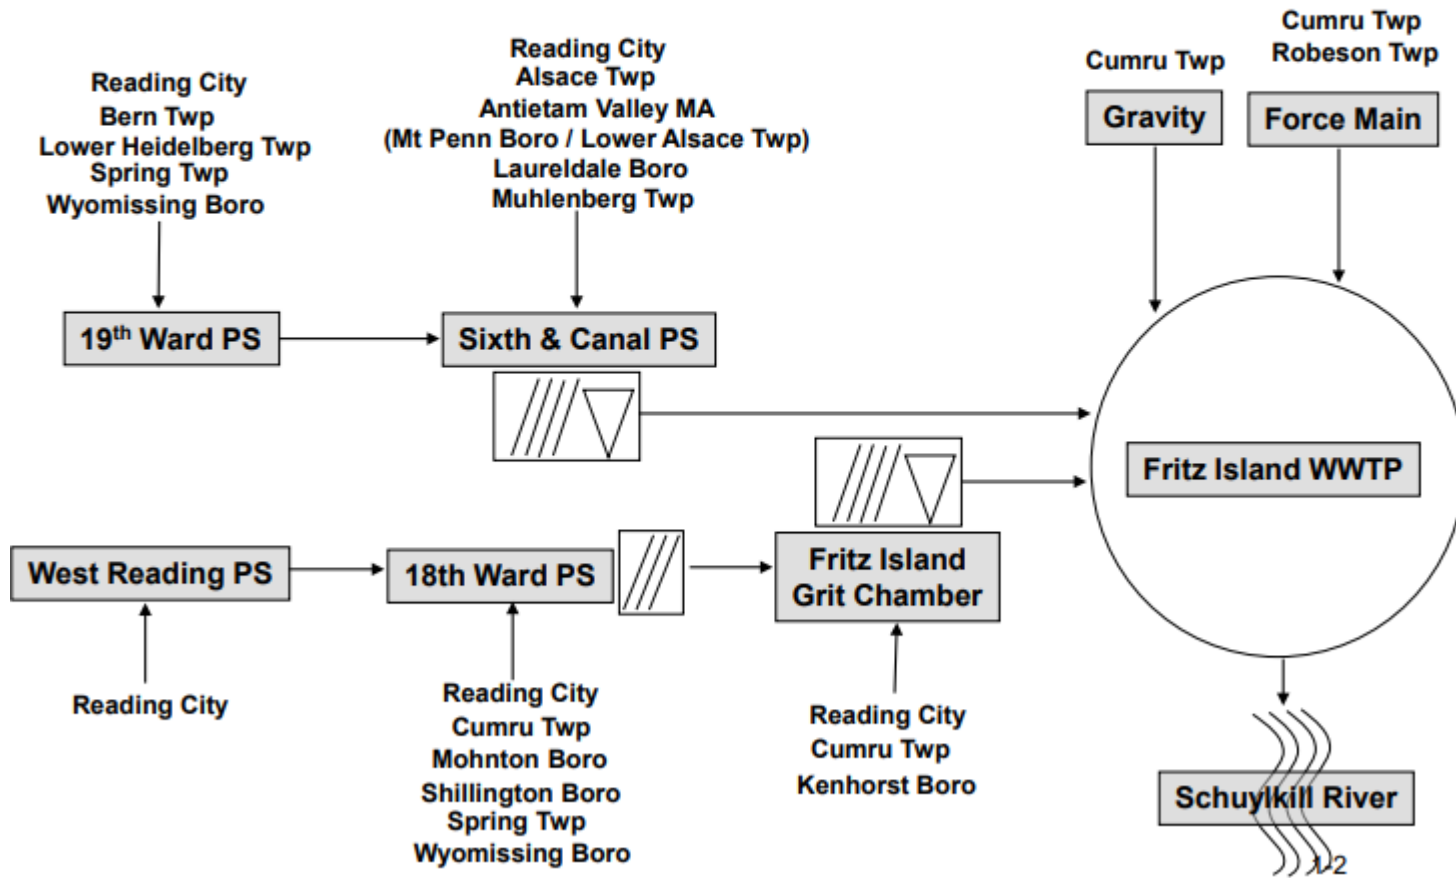 Reading City
Bern Twp
Lower Heidelberg Twp
Spring Twp
Wyomissing Boro
Reading City
Alsace Twp
Antietam Valley MA
(Mt Penn Boro / Lower Alsace Twp)
Laureldale Boro
Muhlenberg Twp
Cumru Twp
Gravity
Cumru Twp
Robeson Twp
Force Main
19th Ward PS
Sixth & Canal PS
Fritz Island WWTP
West Reading PS
18th Ward PS
Fritz Island
Grit Chamber
Reading City
Reading City
Cumru Twp
Mohnton Boro
Shillington Boro
Spring Twp
Wyomissing Boro
Reading City
Cumru Twp
Kenhorst Boro
Schuylkill River
1-2